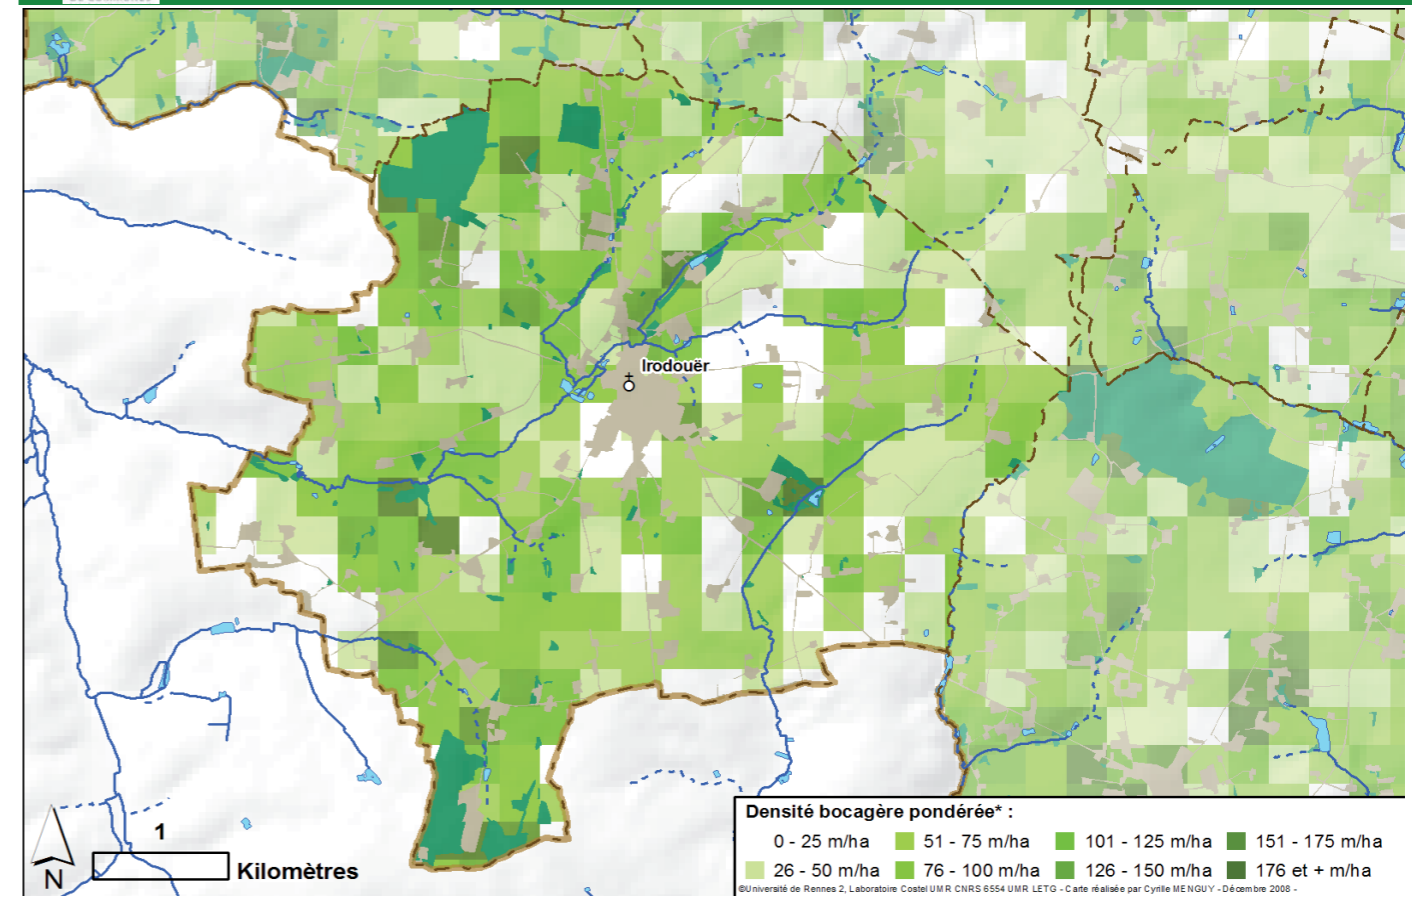 Irodouër
1
Kilomètres
N
Densité bocagère pondérée* :
0 - 25 m/ha
51 - 75 m/ha
101 - 125 m/ha
151 - 175 m/ha
26 - 50 m/ha
76 - 100 m/ha
126 - 150 m/ha
176 et + m/ha
©Université de Rennes 2, Laboratoire Costel UMR CNRS 6554 UMR LETG - Carte réalisée par Cyrille MENGUY - Décembre 2008 -